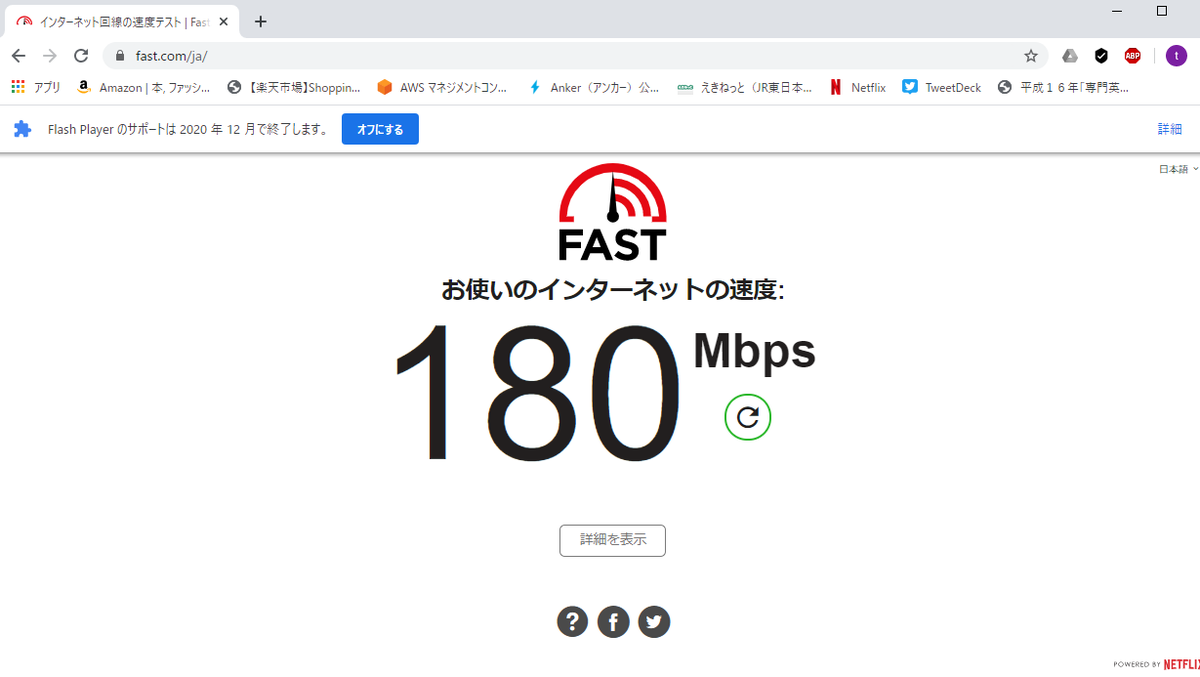 インターネット回線の速度テスト | Fast
fast.com/ja/
ABP
t
アプリ
Amazon | 本, ファッシ...
【楽天市場】Shoppin...
AWS マネジメントコン...
Anker（アンカー）公...
えきねっと（JR東日本...
Netflix
TweetDeck
平成１６年「専門英...
Flash Player のサポートは 2020 年 12 月で終了します。
オフにする
詳細
日本語
FAST
お使いのインターネットの速度:
180 Mbps
詳細を表示
?
POWERED BY NETFLIX